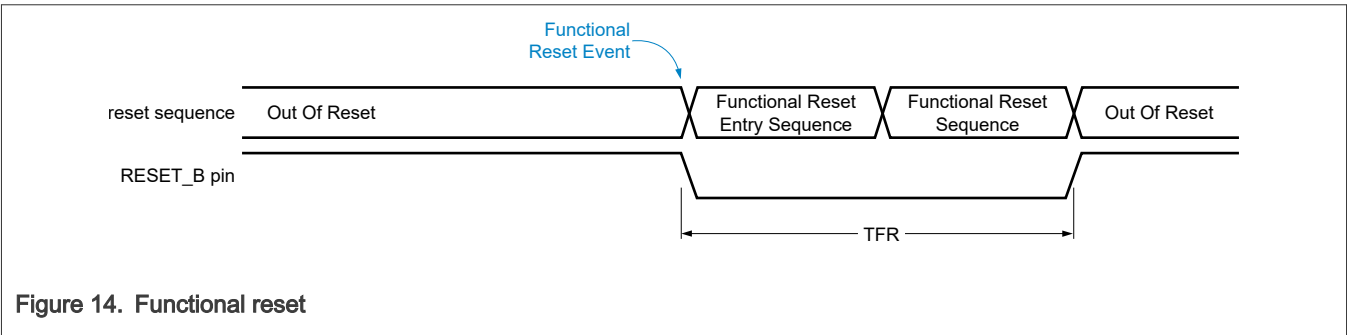 Functional
Reset Event
reset sequence
Out Of Reset
Functional Reset
Entry Sequence
Functional Reset
Sequence
Out Of Reset
RESET_B pin
TFR
Figure 14. Functional reset